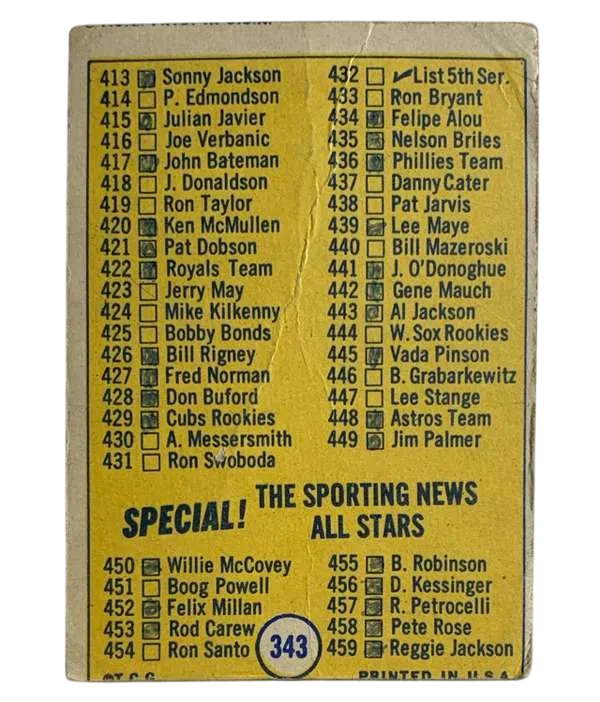 413 Sonny Jackson
414 P. Edmondson
415 Julian Javier
416 Joe Verbanic
417 John Bateman
418 J. Donaldson
419 Ron Taylor
420 Ken McMullen
421 Pat Dobson
422 Royals Team
423 Jerry May
424 Mike Kilkenny
425 Bobby Bonds
426 Bill Rigney
427 Fred Norman
428 Don Buford
429 Cubs Rookies
430 A. Messersmith
431 Ron Swoboda
432 ✓List 5th Ser.
433 Ron Bryant
434 Felipe Alou
435 Nelson Briles
436 Phillies Team
437 Danny Cater
438 Pat Jarvis
439 Lee Maye
440 Bill Mazeroski
441 J. O'Donoghue
442 Gene Mauch
443 Al Jackson
444 W. Sox Rookies
445 Vada Pinson
446 B. Grabarkewitz
447 Lee Stange
448 Astros Team
449 Jim Palmer
SPECIAL! THE SPORTING NEWS
ALL STARS
450 Willie McCovey
451 Boog Powell
452 Felix Millan
453 Rod Carew
454 Ron Santo
455 B. Robinson
456 D. Kessinger
457 R. Petrocelli
458 Pete Rose
459 Reggie Jackson
343
©T.C.G. PRINTED IN U.S.A.